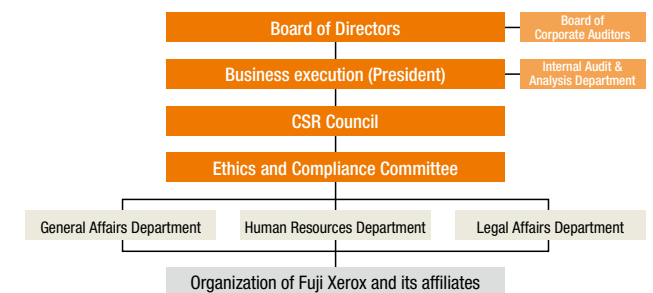 Board of Directors
Board of
Corporate Auditors
Business execution (President)
Internal Audit &
Analysis Department
CSR Council
Ethics and Compliance Committee
General Affairs Department
Human Resources Department
Legal Affairs Department
Organization of Fuji Xerox and its affiliates